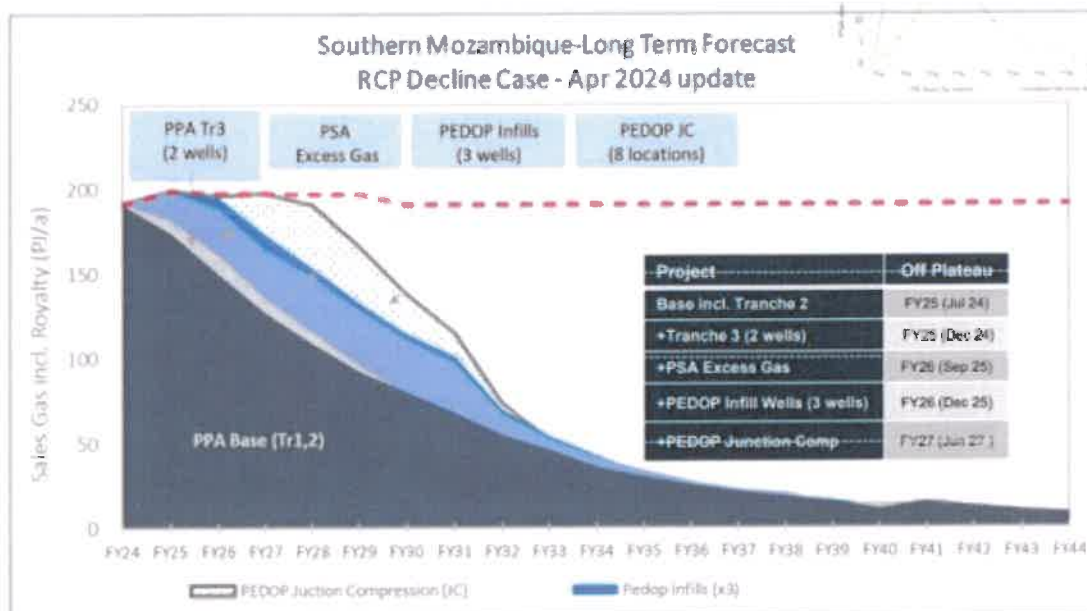 Southern Mozambique-Long Term Forecast
RCP Decline Case - Apr 2024 update
Sales Gas incl. Royalty (PJ/a)
250
200
150
100
50
0
PPA Tr3
(2 wells)
PSA
Excess Gas
PEDOP Infills
(3 wells)
PEDOP JC
(8 locations)
Project Off Plateau
Base incl. Tranche 2 FY25 (Jul 24)
+Tranche 3 (2 wells) FY25 (Dec 24)
+PSA Excess Gas FY26 (Sep 25)
+PEDOP Infill Wells (3 wells) FY26 (Dec 25)
+PEDOP Junction Comp FY27 (Jun 27 )
PPA Base (Tr1,2)
FY24 FY25 FY26 FY27 FY28 FY29 FY30 FY31 FY32 FY33 FY34 FY35 FY36 FY37 FY38 FY39 FY40 FY41 FY42 FY43 FY44
PEDOP Juction Compression (JC) Pedop Infills (x3)